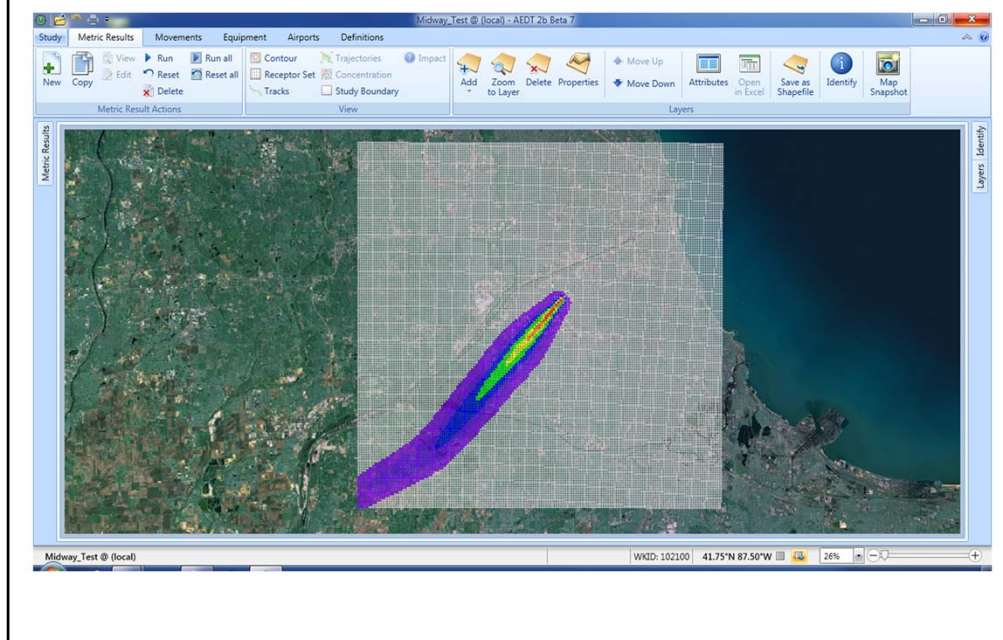 Midway_Test @ (local) - AEDT 2b Beta 7
Study Metric Results Movements Equipment Airports Definitions
New Copy View Run Run all Contour Trajectories Impact Add Zoom to Layer Delete Properties Move Up Attributes Open in Excel Save as Shapefile Identify Map Snapshot
Edit Reset Reset all Receptor Set Concentration Move Down
Delete Tracks Study Boundary
Metric Result Actions View Layers
Metric Results
Identify
Layers
Midway_Test @ (local) WKID: 102100 41.75°N 87.50°W 26%